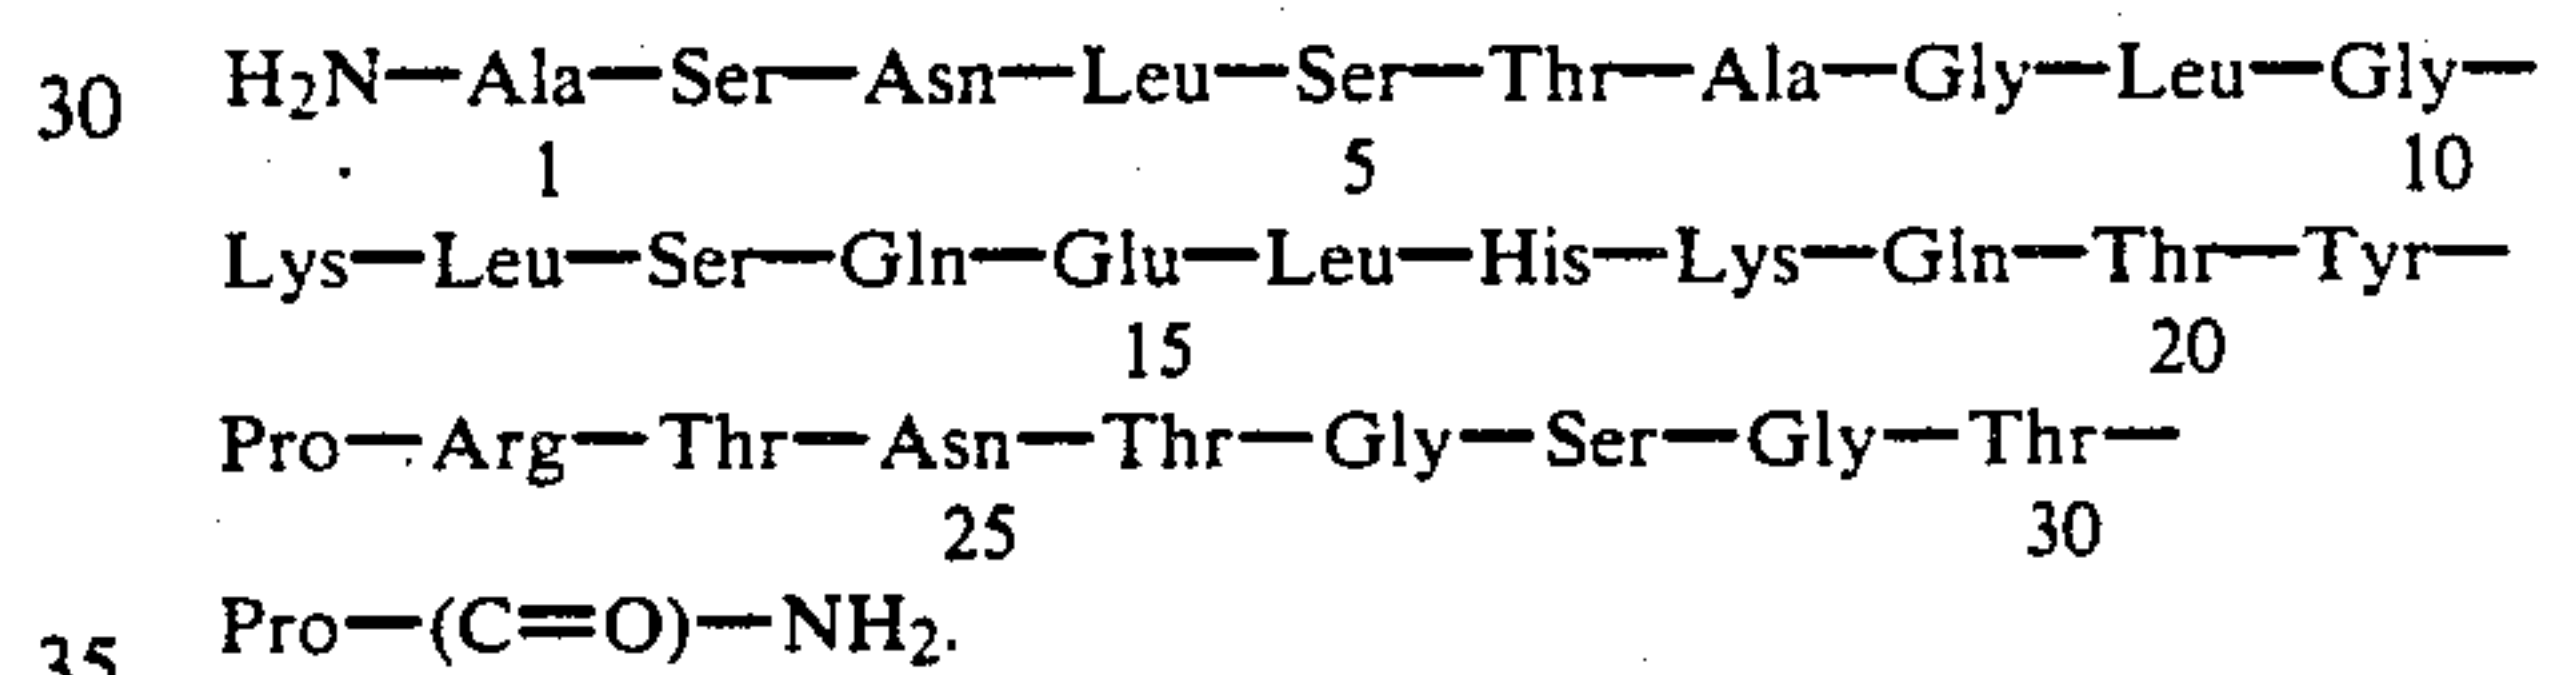 30 H₂N—Ala—Ser—Asn—Leu—Ser—Thr—Ala—Gly—Leu—Gly—
1 5 10
Lys—Leu—Ser—Gln—Glu—Leu—His—Lys—Gln—Thr—Tyr—
15 20
Pro—Arg—Thr—Asn—Thr—Gly—Ser—Gly—Thr—
25 30
35 Pro—(C=O)—NH₂.